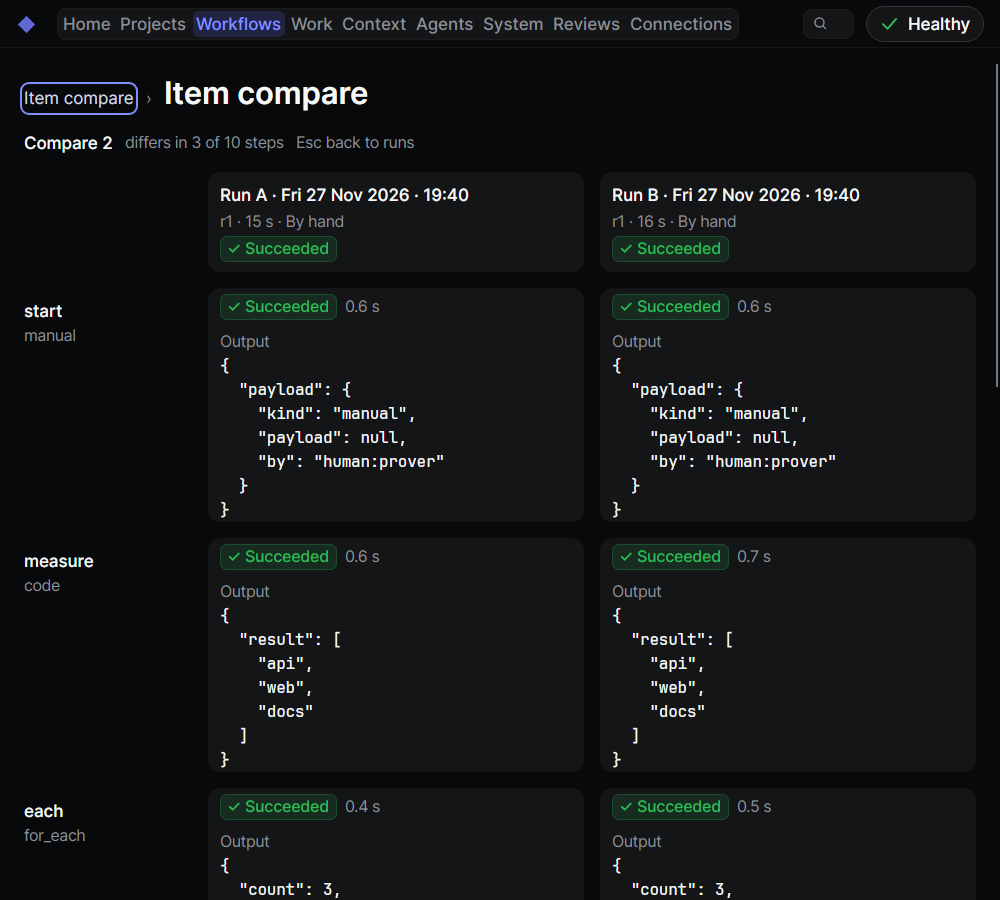 Home Projects Workflows Work Context Agents System Reviews Connections Healthy
Item compare › Item compare
Compare 2 differs in 3 of 10 steps Esc back to runs
Run A · Fri 27 Nov 2026 · 19:40 Run B · Fri 27 Nov 2026 · 19:40
r1 · 15 s · By hand r1 · 16 s · By hand
Succeeded Succeeded
start Succeeded 0.6 s Succeeded 0.6 s
manual Output Output
{ {
"payload": { "payload": {
"kind": "manual", "kind": "manual",
"payload": null, "payload": null,
"by": "human:prover" "by": "human:prover"
} }
} }
measure Succeeded 0.6 s Succeeded 0.7 s
code Output Output
{ {
"result": [ "result": [
"api", "api",
"web", "web",
"docs" "docs"
] ]
} }
each Succeeded 0.4 s Succeeded 0.5 s
for_each Output Output
{ {
"count": 3, "count": 3,